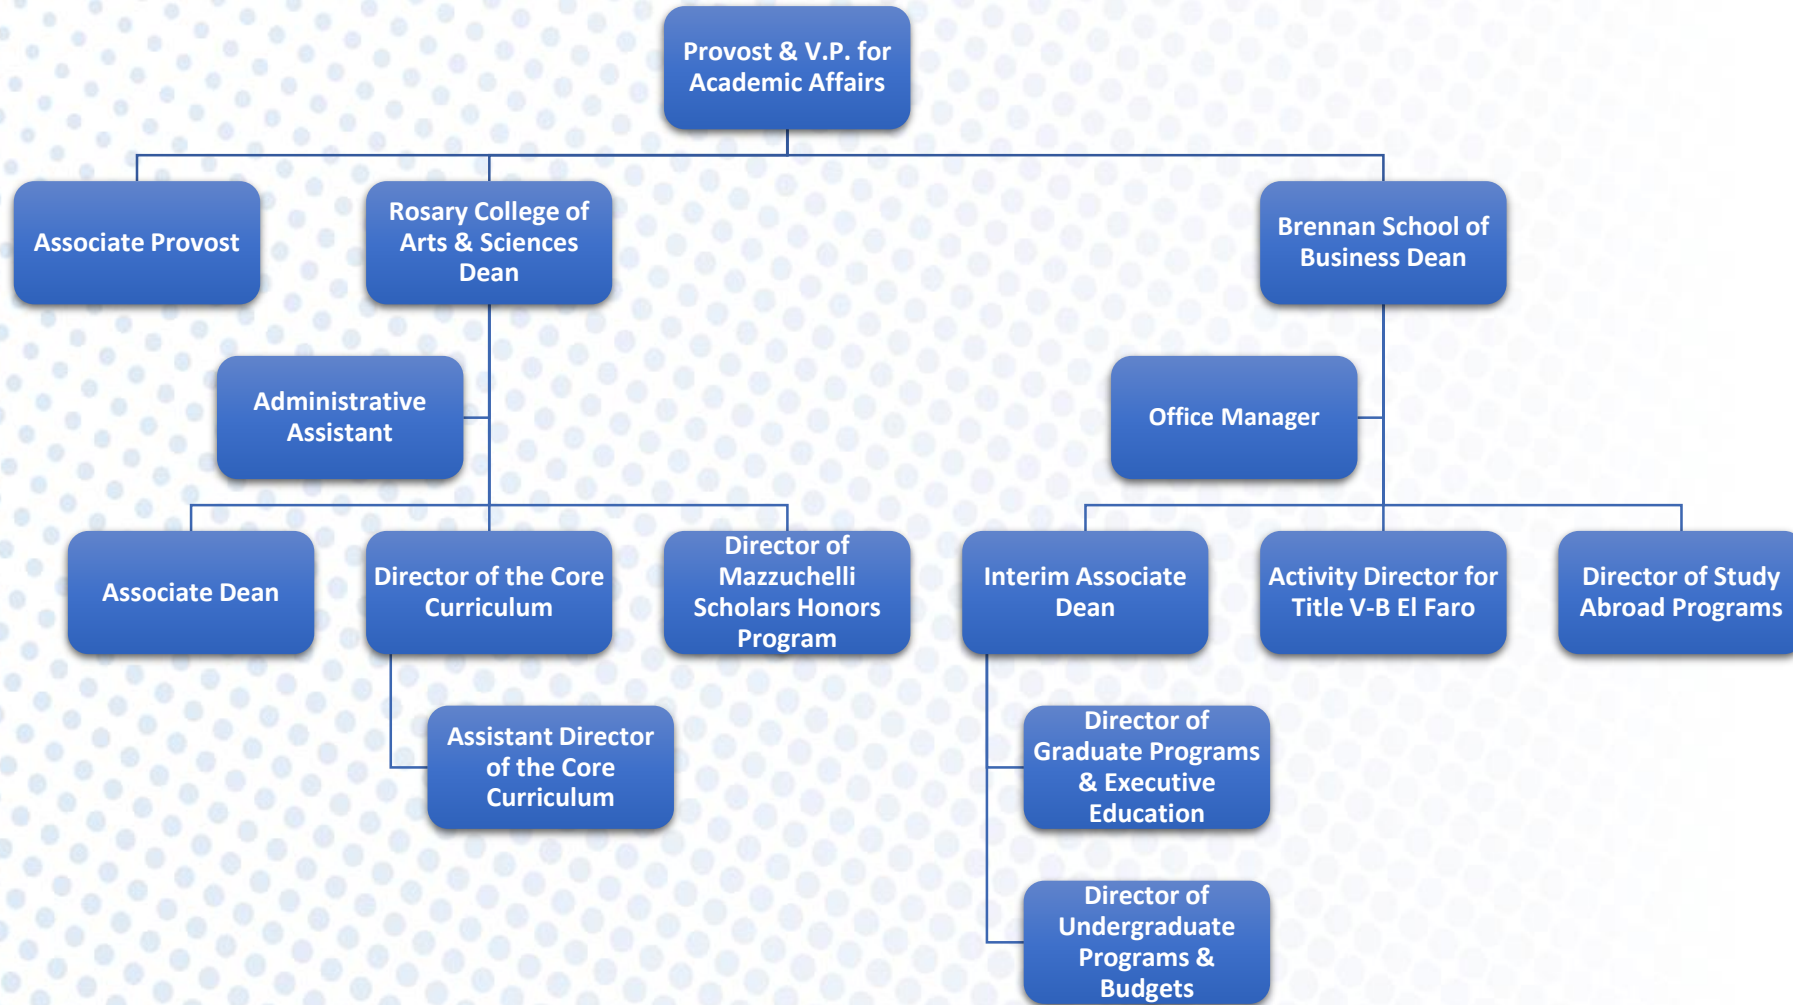 Provost & V.P. for
Academic Affairs
Associate Provost
Rosary College of
Arts & Sciences
Dean
Brennan School of
Business Dean
Administrative
Assistant
Office Manager
Associate Dean
Director of the Core
Curriculum
Director of
Mazzuchelli
Scholars Honors
Program
Interim Associate
Dean
Activity Director for
Title V-B El Faro
Director of Study
Abroad Programs
Assistant Director
of the Core
Curriculum
Director of
Graduate Programs
& Executive
Education
Director of
Undergraduate
Programs &
Budgets